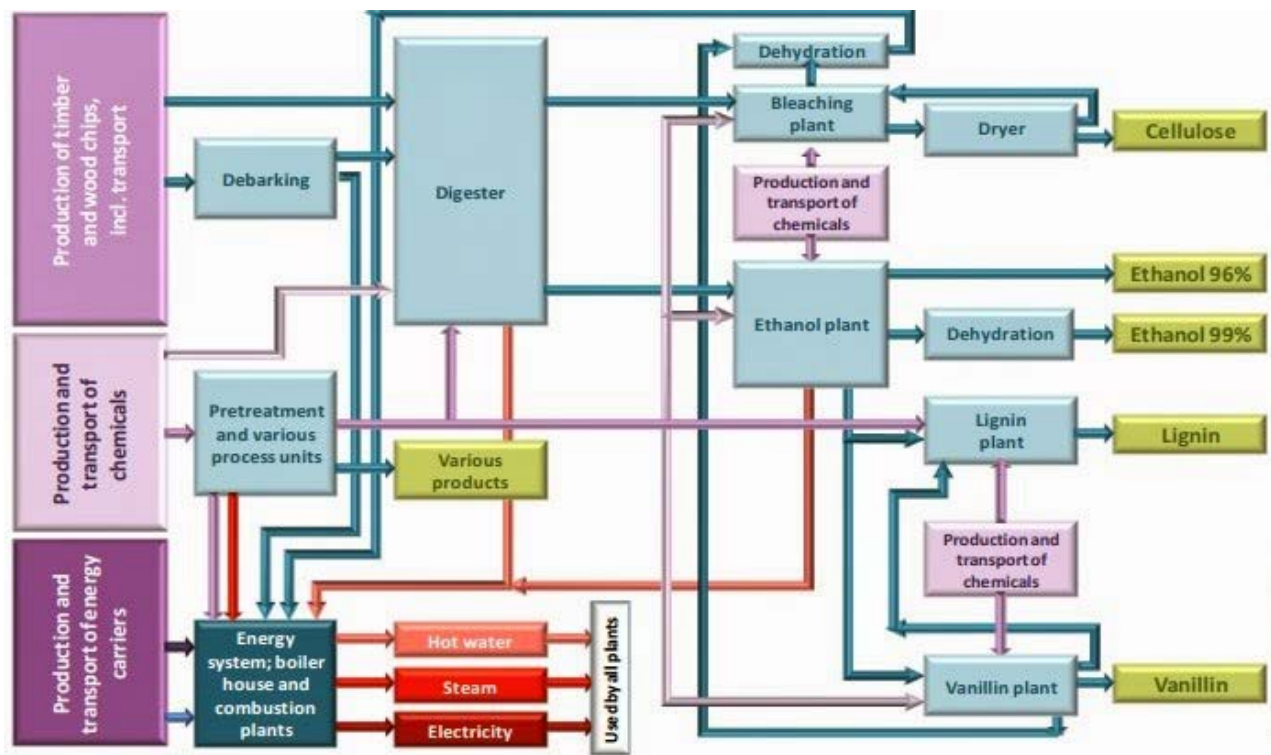 Production of timber
and wood chips,
incl. transport
Debarking
Digester
Dehydration
Bleaching
plant
Dryer
Cellulose
Production and
transport of
chemicals
Ethanol plant
Ethanol 96%
Dehydration
Ethanol 99%
Production and
transport of
chemicals
Pretreatment
and various
process units
Various
products
Lignin
plant
Lignin
Production and
transport of
chemicals
Production and
transport of energy
carriers
Energy
system; boiler
house and
combustion
plants
Hot water
Steam
Electricity
Used by all plants
Vanillin plant
Vanillin